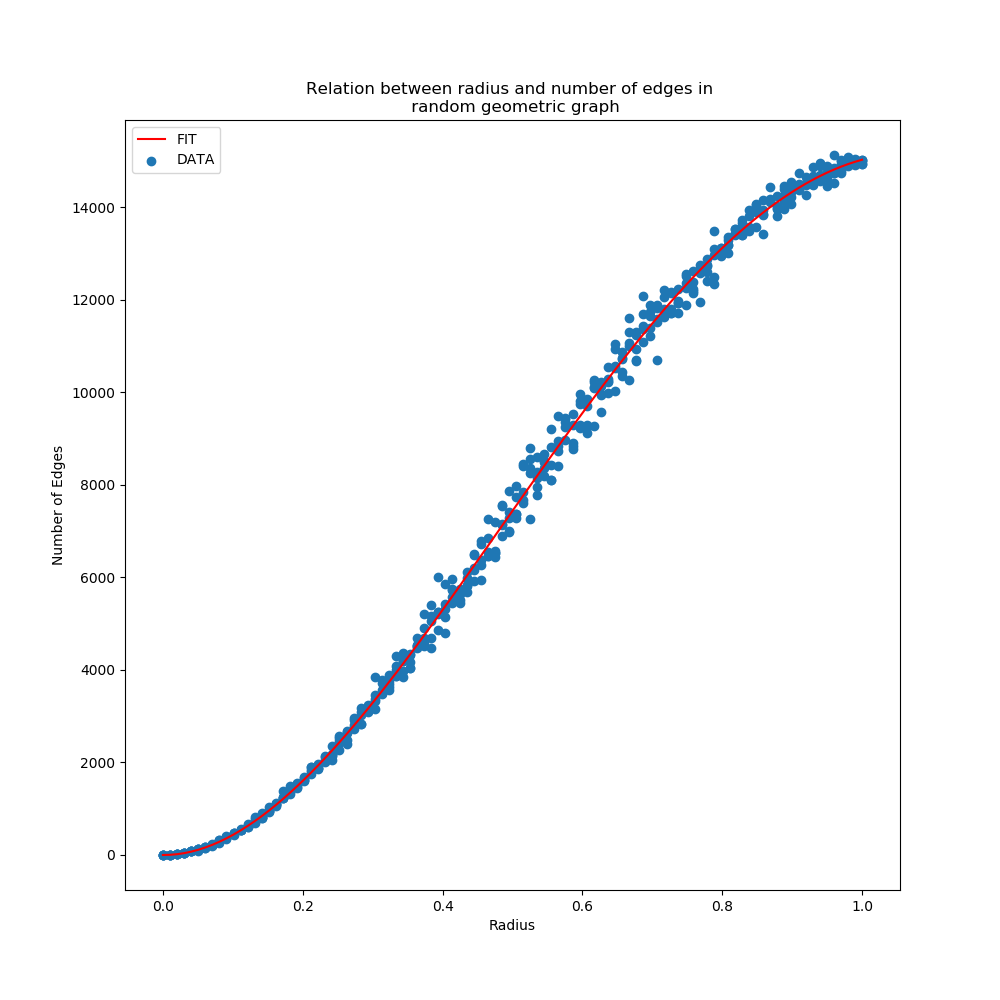 Relation between radius and number of edges in
random geometric graph
FIT
DATA
Number of Edges
14000
12000
10000
8000
6000
4000
2000
0
0.0
0.2
0.4
0.6
0.8
1.0
Radius